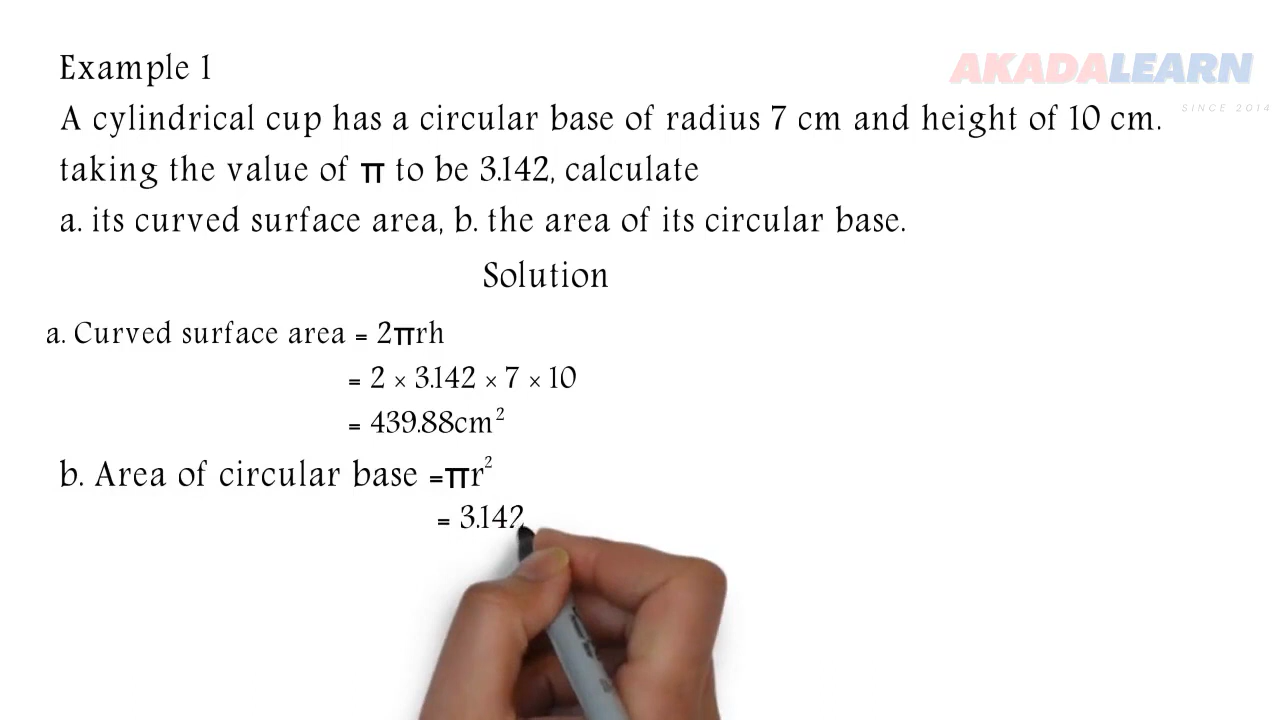 AKADALEARN
SINCE 2014
Example 1
A cylindrical cup has a circular base of radius 7 cm and height of 10 cm.
taking the value of π to be 3.142, calculate
a. its curved surface area, b. the area of its circular base.
Solution
a. Curved surface area = 2πrh
= 2 × 3.142 × 7 × 10
= 439.88cm²
b. Area of circular base =πr²
= 3.142